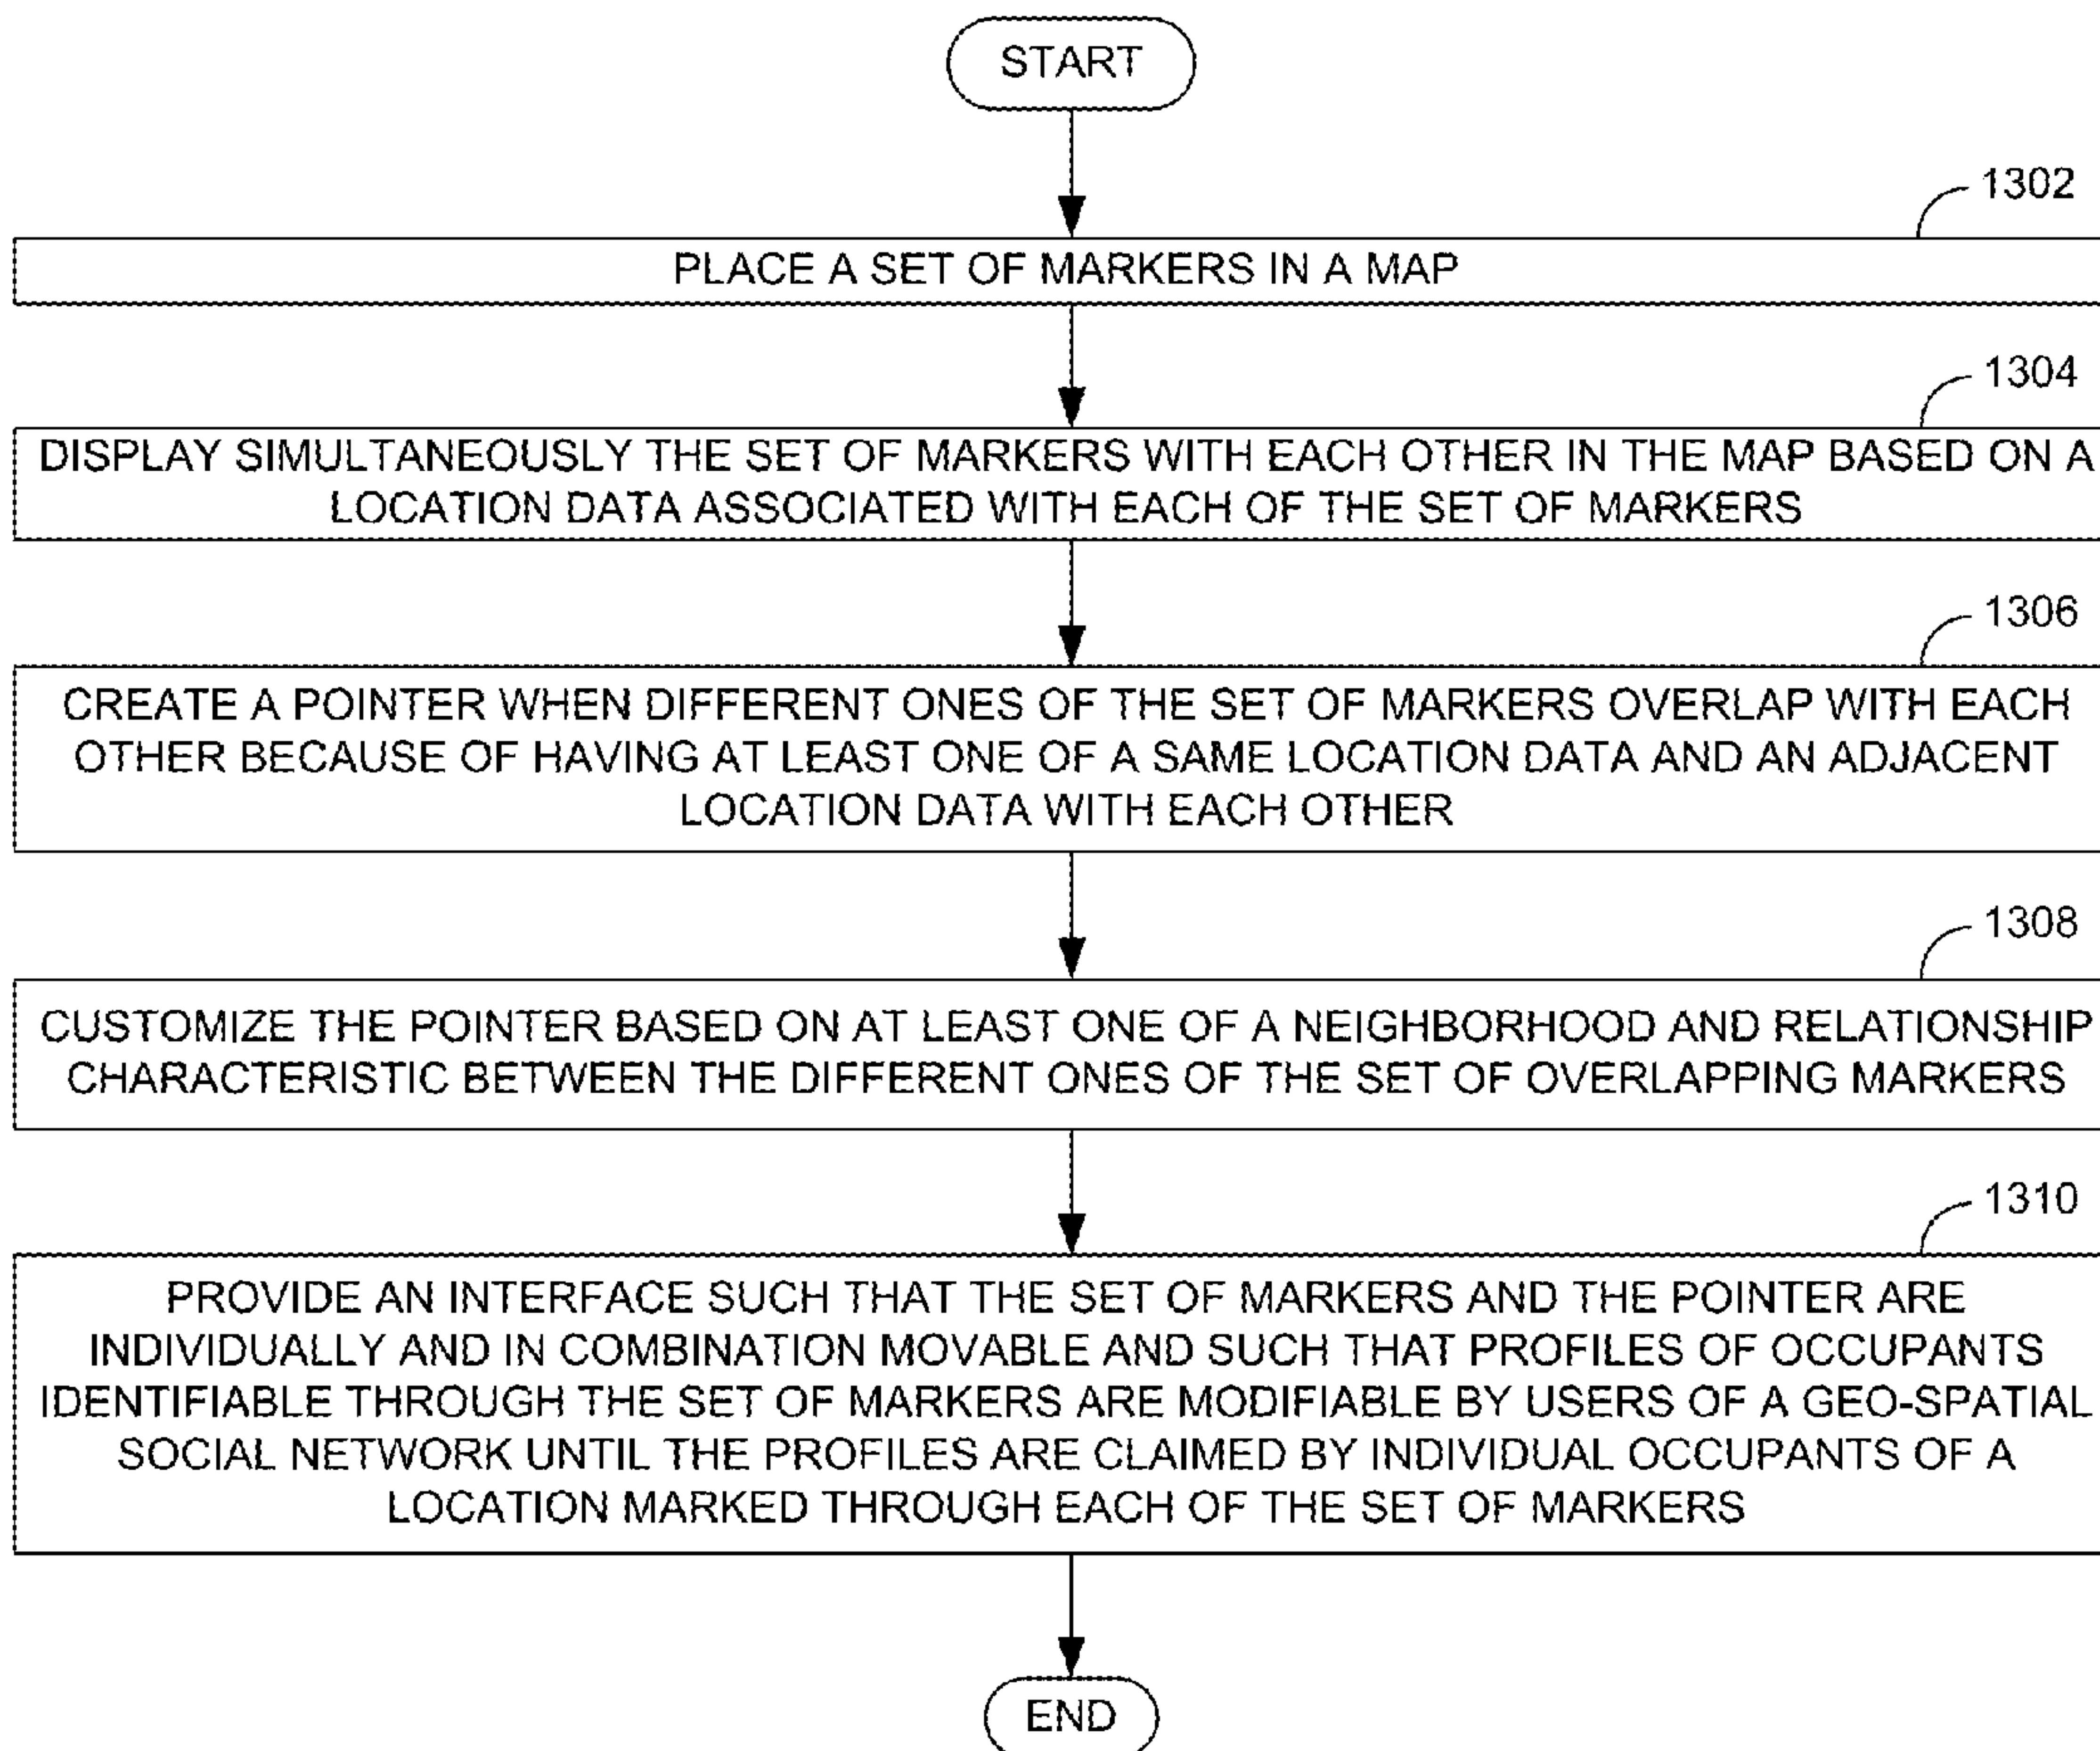 START
1302
PLACE A SET OF MARKERS IN A MAP
1304
DISPLAY SIMULTANEOUSLY THE SET OF MARKERS WITH EACH OTHER IN THE MAP BASED ON A
LOCATION DATA ASSOCIATED WITH EACH OF THE SET OF MARKERS
1306
CREATE A POINTER WHEN DIFFERENT ONES OF THE SET OF MARKERS OVERLAP WITH EACH
OTHER BECAUSE OF HAVING AT LEAST ONE OF A SAME LOCATION DATA AND AN ADJACENT
LOCATION DATA WITH EACH OTHER
1308
CUSTOMIZE THE POINTER BASED ON AT LEAST ONE OF A NEIGHBORHOOD AND RELATIONSHIP
CHARACTERISTIC BETWEEN THE DIFFERENT ONES OF THE SET OF OVERLAPPING MARKERS
1310
PROVIDE AN INTERFACE SUCH THAT THE SET OF MARKERS AND THE POINTER ARE
INDIVIDUALLY AND IN COMBINATION MOVABLE AND SUCH THAT PROFILES OF OCCUPANTS
IDENTIFIABLE THROUGH THE SET OF MARKERS ARE MODIFIABLE BY USERS OF A GEO-SPATIAL
SOCIAL NETWORK UNTIL THE PROFILES ARE CLAIMED BY INDIVIDUAL OCCUPANTS OF A
LOCATION MARKED THROUGH EACH OF THE SET OF MARKERS
END